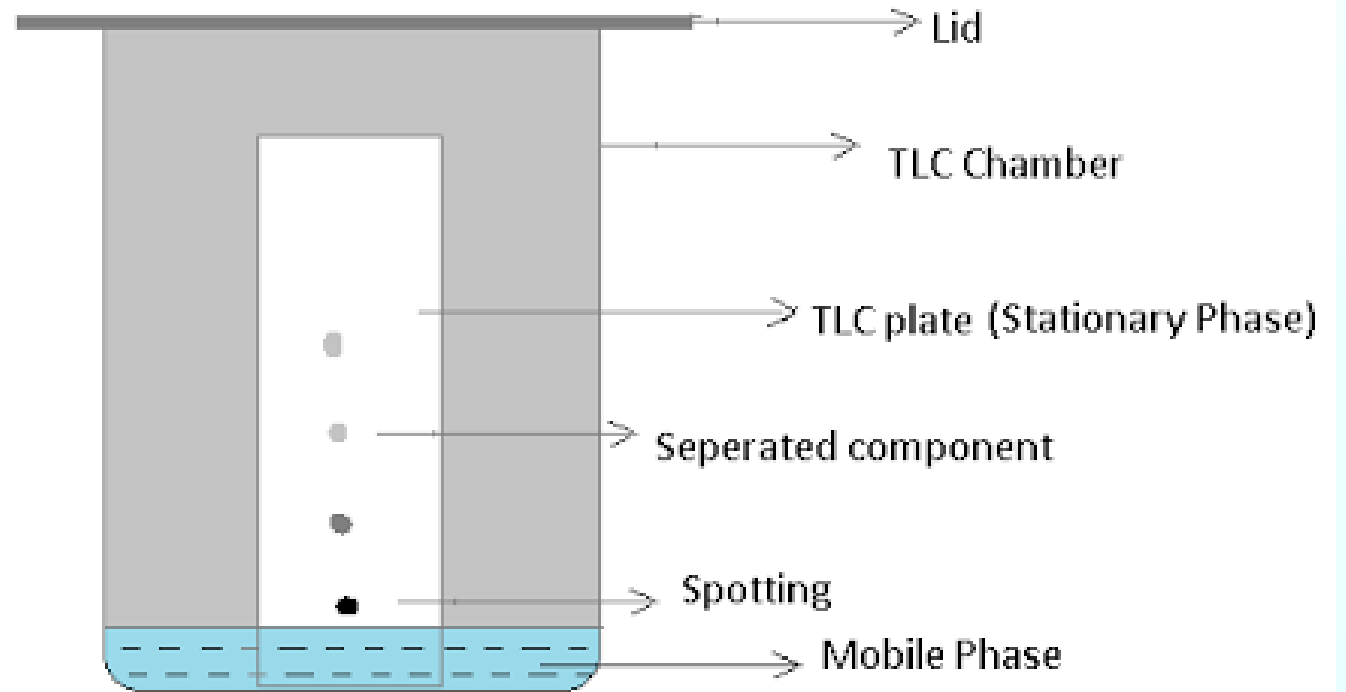 Lid
TLC Chamber
TLC plate (Stationary Phase)
Seperated component
Spotting
Mobile Phase